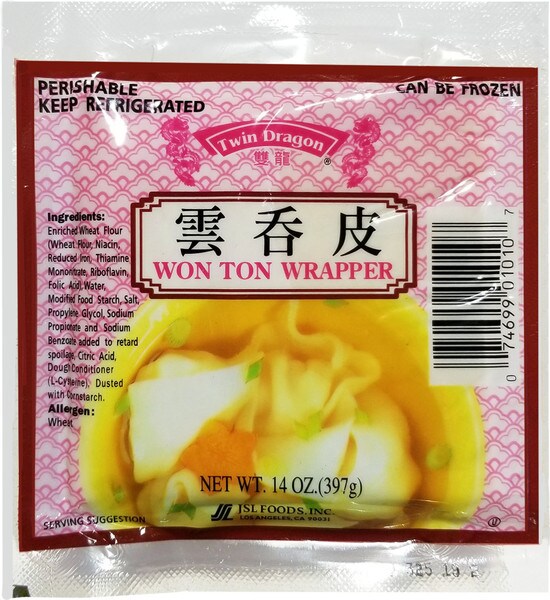 PERISHABLE
KEEP REFRIGERATED
CAN BE FROZEN
Twin Dragon
雙龍 ®
雲呑皮
WON TON WRAPPER
Ingredients:
Enriched Wheat Flour
(Wheat Flour, Niacin,
Reduced Iron, Thiamine
Mononitrate, Riboflavin,
Folic Acid), Water,
Modified Food Starch, Salt,
Propylene Glycol, Sodium
Propionate and Sodium
Benzoate added to retard
spoilage, Citric Acid,
Dough Conditioner
(L-Cysteine), Dusted
with Cornstarch.
Allergen:
Wheat
0 74699 01010 7
NET WT. 14 OZ.(397g)
JSL FOODS, INC.
LOS ANGELES, CA 90031
SERVING SUGGESTION
U